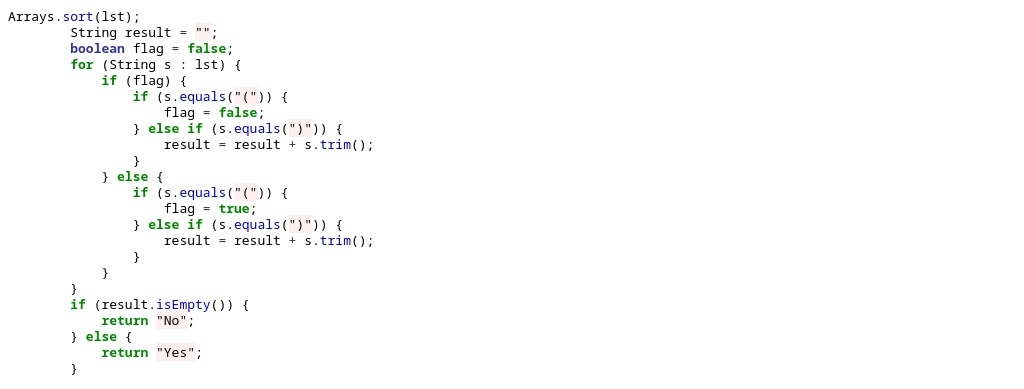 Arrays.sort(lst);
        String result = "";
        boolean flag = false;
        for (String s : lst) {
            if (flag) {
                if (s.equals("(")) {
                    flag = false;
                } else if (s.equals(")")) {
                    result = result + s.trim();
                }
            } else {
                if (s.equals("(")) {
                    flag = true;
                } else if (s.equals(")")) {
                    result = result + s.trim();
                }
            }
        }
        if (result.isEmpty()) {
            return "No";
        } else {
            return "Yes";
        }